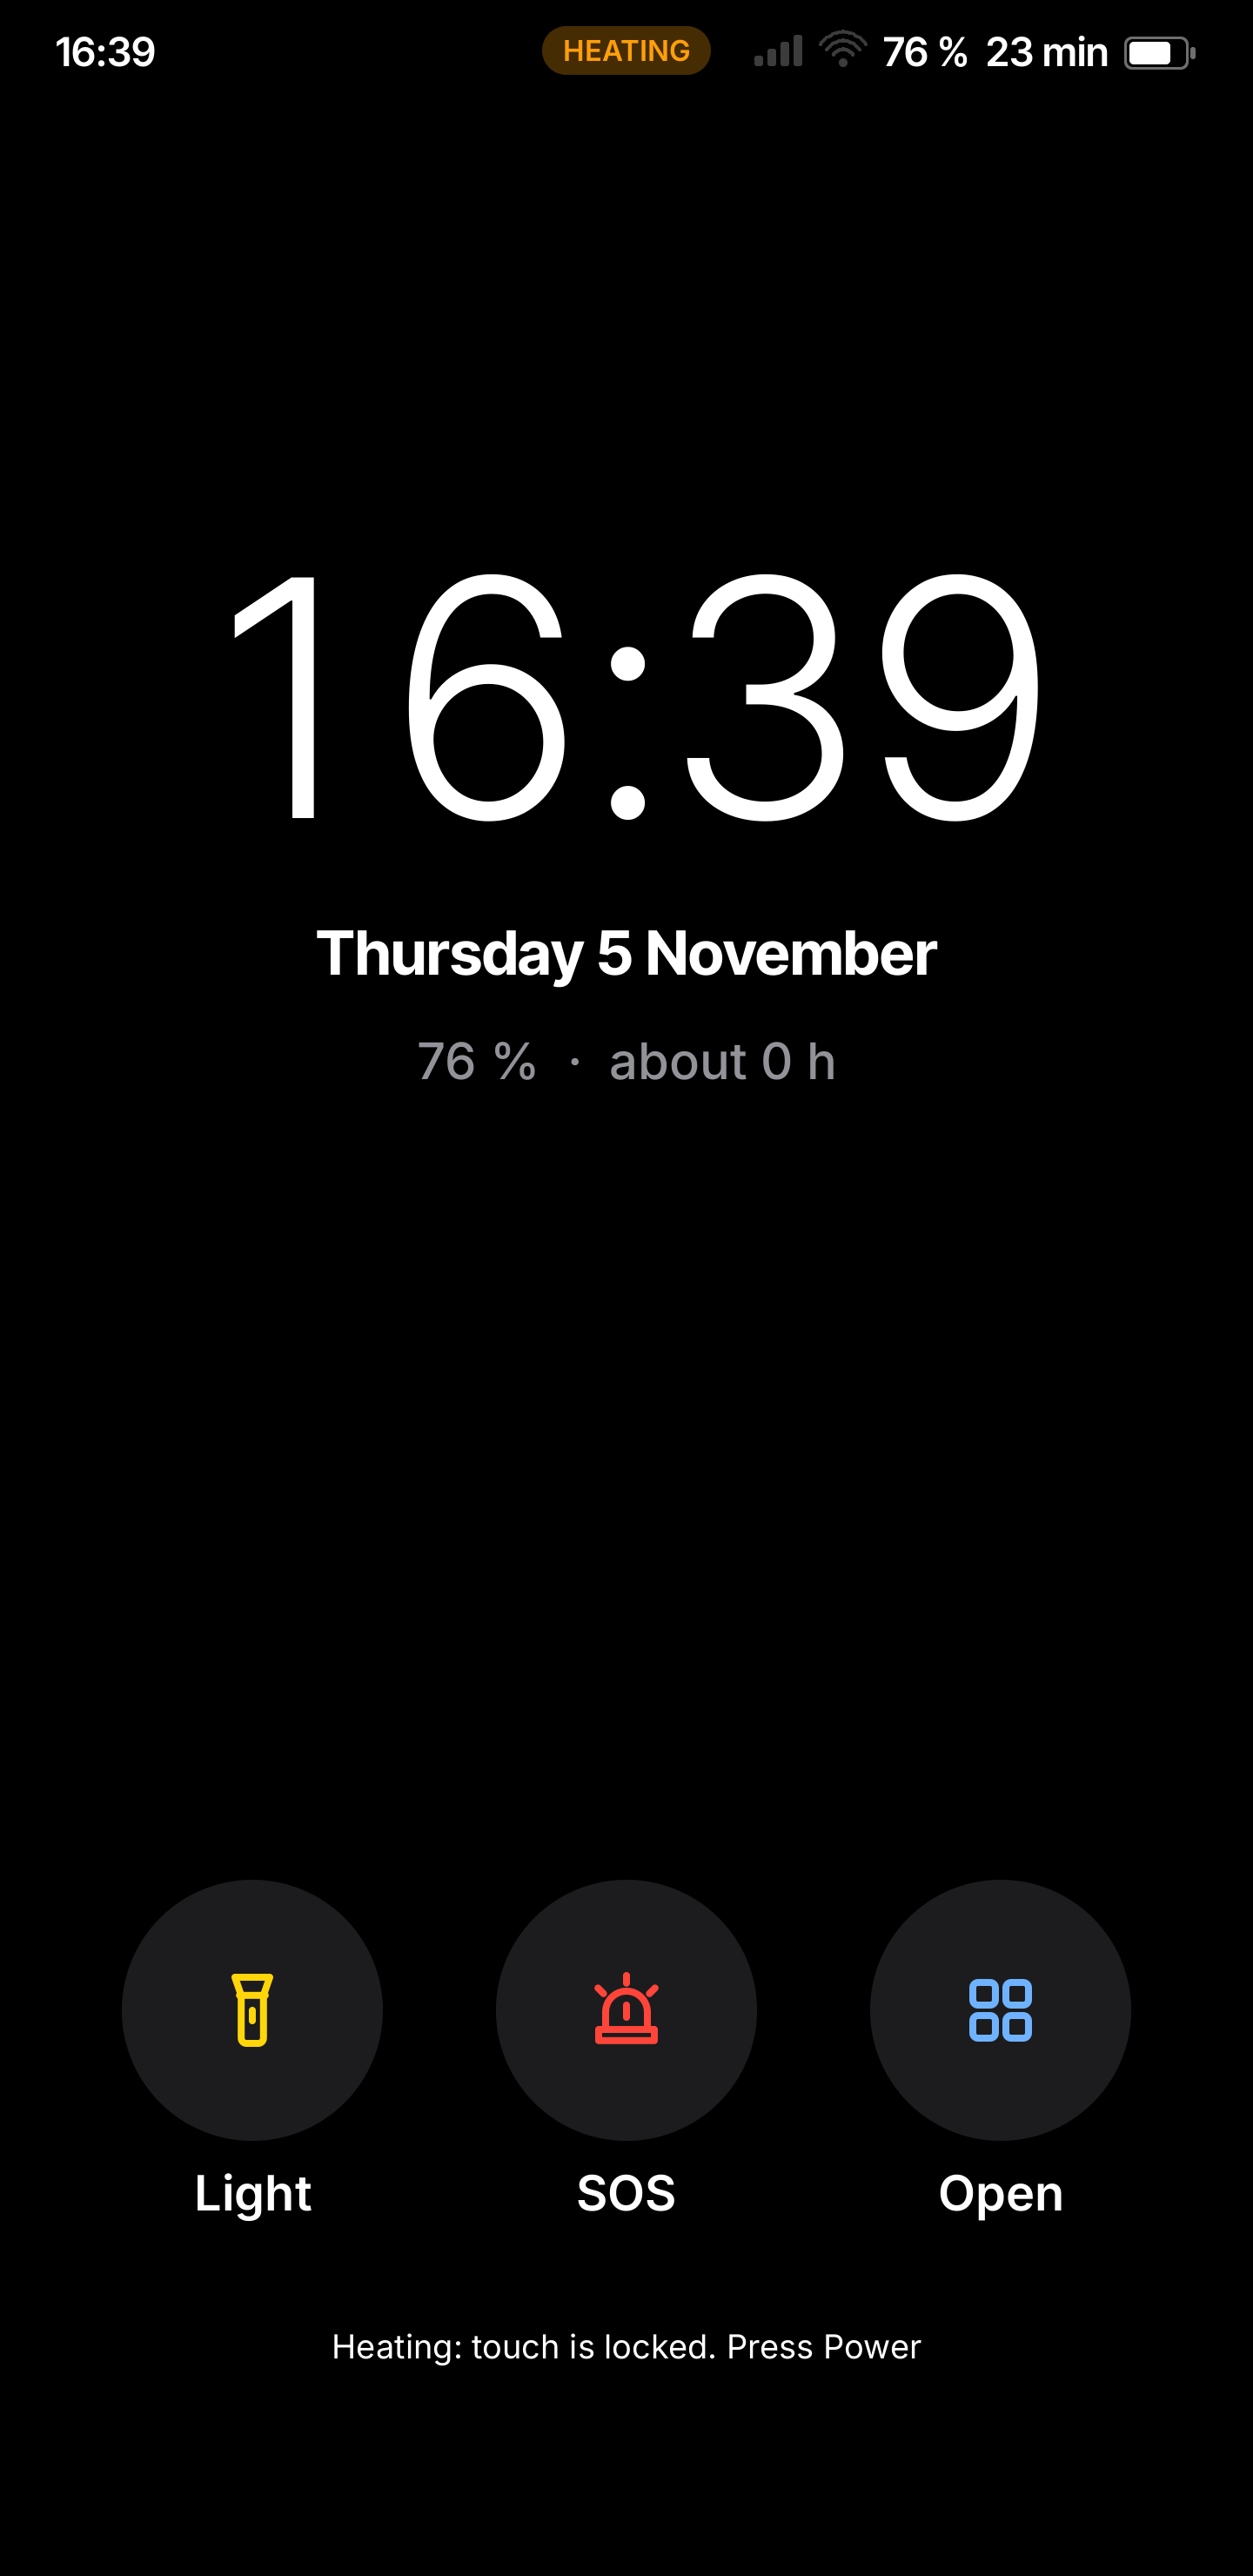 16:39 HEATING 76 % 23 min
16:39
Thursday 5 November
76 % · about 0 h
Light SOS Open
Heating: touch is locked. Press Power